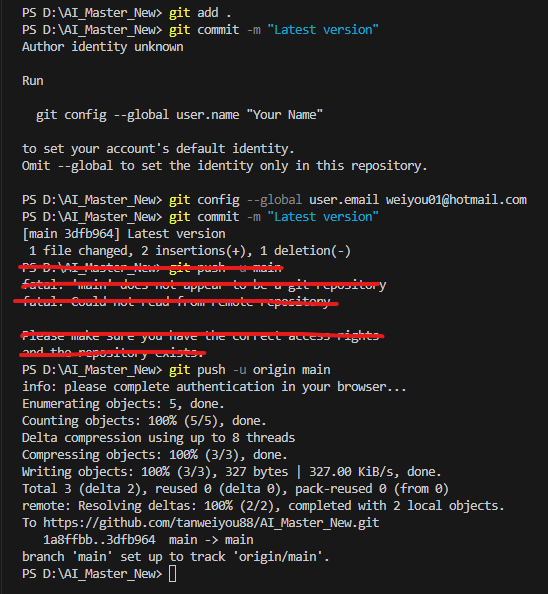 PS D:\AI_Master_New> git add .
PS D:\AI_Master_New> git commit -m "Latest version"
Author identity unknown
Run
git config --global user.name "Your Name"
to set your account's default identity.
Omit --global to set the identity only in this repository.
PS D:\AI_Master_New> git config --global user.email weiyou01@hotmail.com
PS D:\AI_Master_New> git commit -m "Latest version"
[main 3dfb964] Latest version
1 file changed, 2 insertions(+), 1 deletion(-)
PS D:\AI_Master_New> git push -u main
fatal: 'main' does not appear to be a git repository
fatal: Could not read from remote repository.
Please make sure you have the correct access rights
and the repository exists.
PS D:\AI_Master_New> git push -u origin main
info: please complete authentication in your browser...
Enumerating objects: 5, done.
Counting objects: 100% (5/5), done.
Delta compression using up to 8 threads
Compressing objects: 100% (3/3), done.
Writing objects: 100% (3/3), 327 bytes | 327.00 KiB/s, done.
Total 3 (delta 2), reused 0 (delta 0), pack-reused 0 (from 0)
remote: Resolving deltas: 100% (2/2), completed with 2 local objects.
To https://github.com/tanweiyou88/AI_Master_New.git
1a8ffbb..3dfb964  main -> main
branch 'main' set up to track 'origin/main'.
PS D:\AI_Master_New>